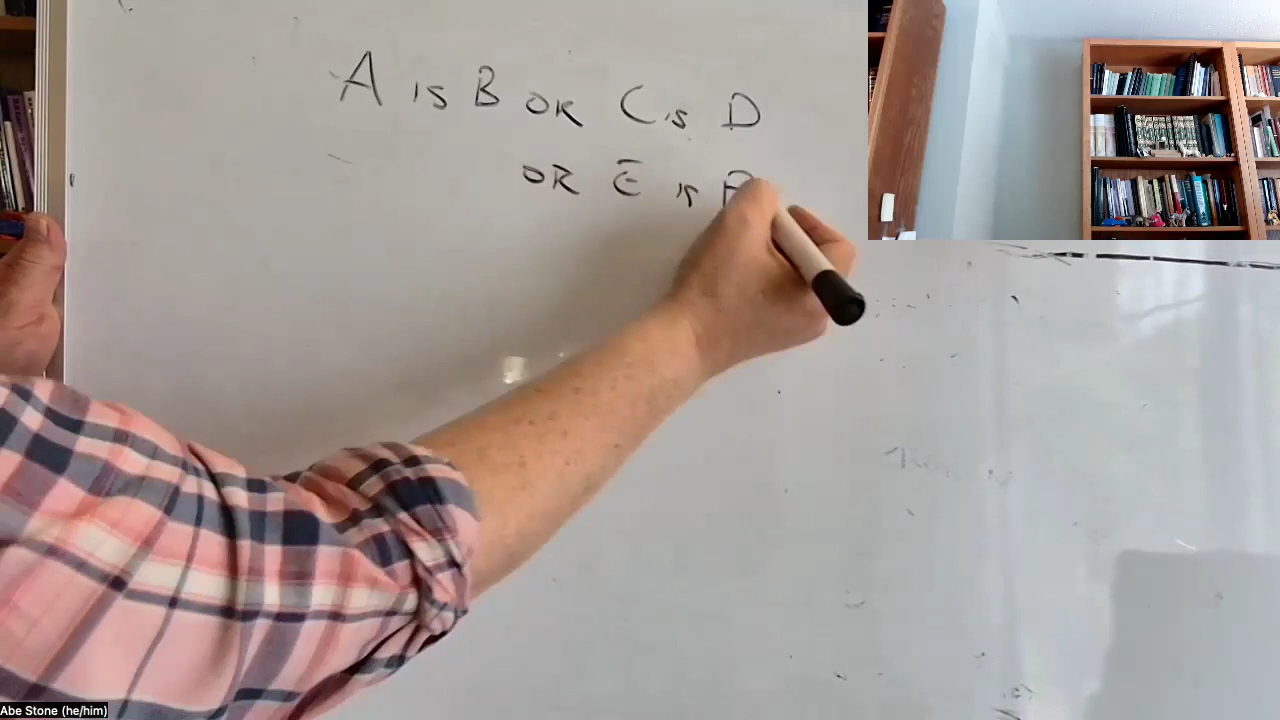 A is B OR C is D
OR E is
Abe Stone (he/him)